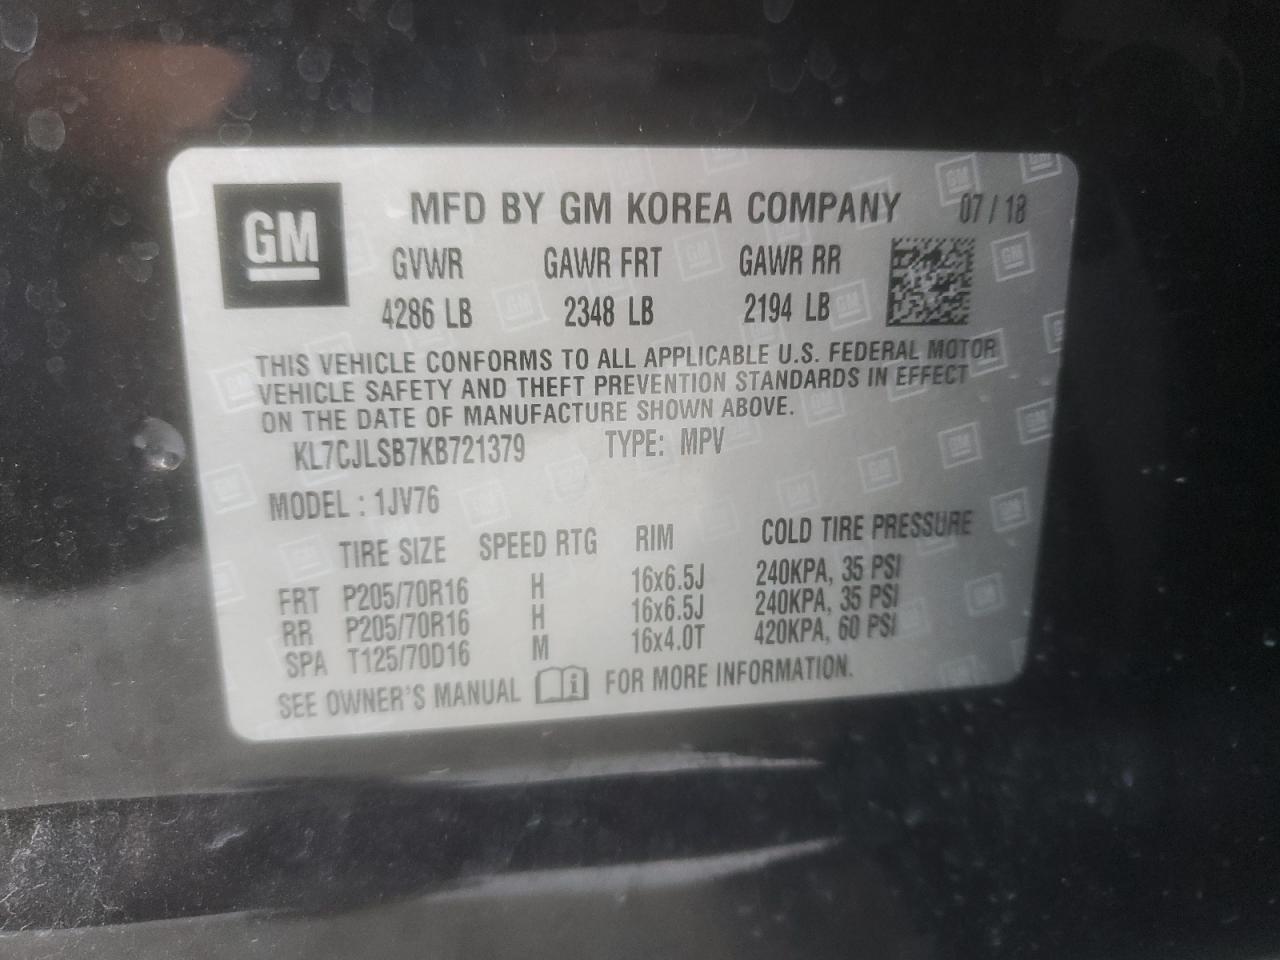 GM
MFD BY GM KOREA COMPANY 07 / 18
GVWR GAWR FRT GAWR RR
4286 LB 2348 LB 2194 LB
THIS VEHICLE CONFORMS TO ALL APPLICABLE U.S. FEDERAL MOTOR
VEHICLE SAFETY AND THEFT PREVENTION STANDARDS IN EFFECT
ON THE DATE OF MANUFACTURE SHOWN ABOVE.
KL7CJLSB7KB721379 TYPE: MPV
MODEL : 1JV76
TIRE SIZE SPEED RTG RIM COLD TIRE PRESSURE
FRT P205/70R16 H 16x6.5J 240KPA, 35 PSI
RR P205/70R16 H 16x6.5J 240KPA, 35 PSI
SPA T125/70D16 M 16x4.0T 420KPA, 60 PSI
SEE OWNER'S MANUAL i FOR MORE INFORMATION.